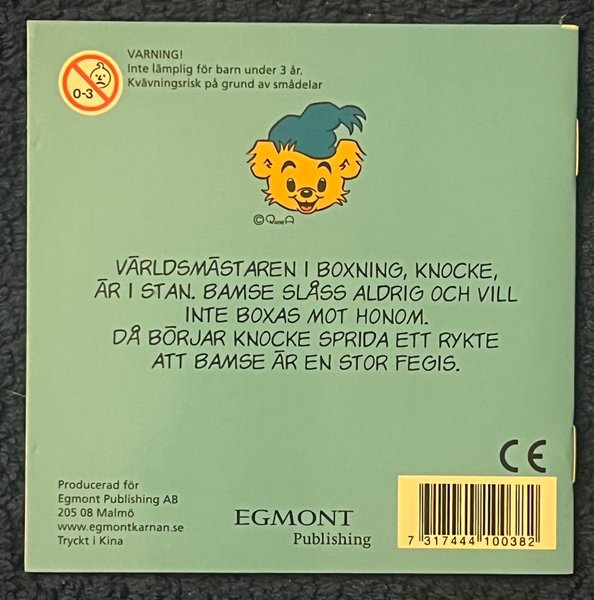 VARNING!
Inte lämplig för barn under 3 år.
Kvävningsrisk på grund av smådelar
0-3
© Rune A
VÄRLDSMÄSTAREN I BOXNING, KNOCKE,
ÄR I STAN. BAMSE SLÅSS ALDRIG OCH VILL
INTE BOXAS MOT HONOM.
DÅ BÖRJAR KNOCKE SPRIDA ETT RYKTE
ATT BAMSE ÄR EN STOR FEGIS.
CE
Producerad för
Egmont Publishing AB
205 08 Malmö
www.egmontkarnan.se
Tryckt i Kina
EGMONT
Publishing
7 317444 100382